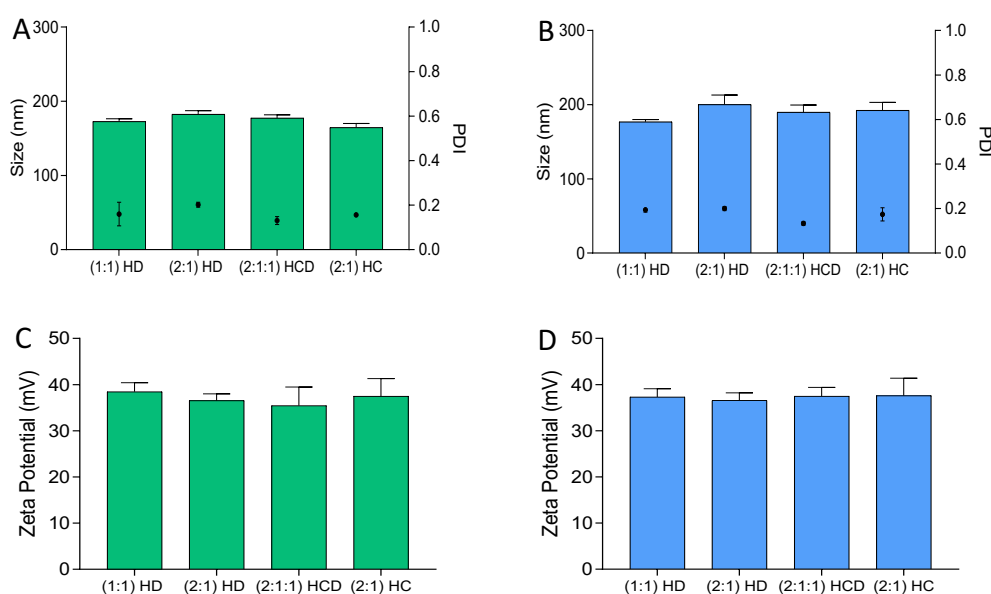 A
Size (nm)
300
200
100
0
1.0
0.8
0.6
0.4
0.2
0.0
PDI
(1:1) HD (2:1) HD (2:1:1) HCD (2:1) HC
B
Size (nm)
300
200
100
0
1.0
0.8
0.6
0.4
0.2
0.0
PDI
(1:1) HD (2:1) HD (2:1:1) HCD (2:1) HC
C
Zeta Potential (mV)
50
40
30
20
10
0
(1:1) HD (2:1) HD (2:1:1) HCD (2:1) HC
D
Zeta Potential (mV)
50
40
30
20
10
0
(1:1) HD (2:1) HD (2:1:1) HCD (2:1) HC